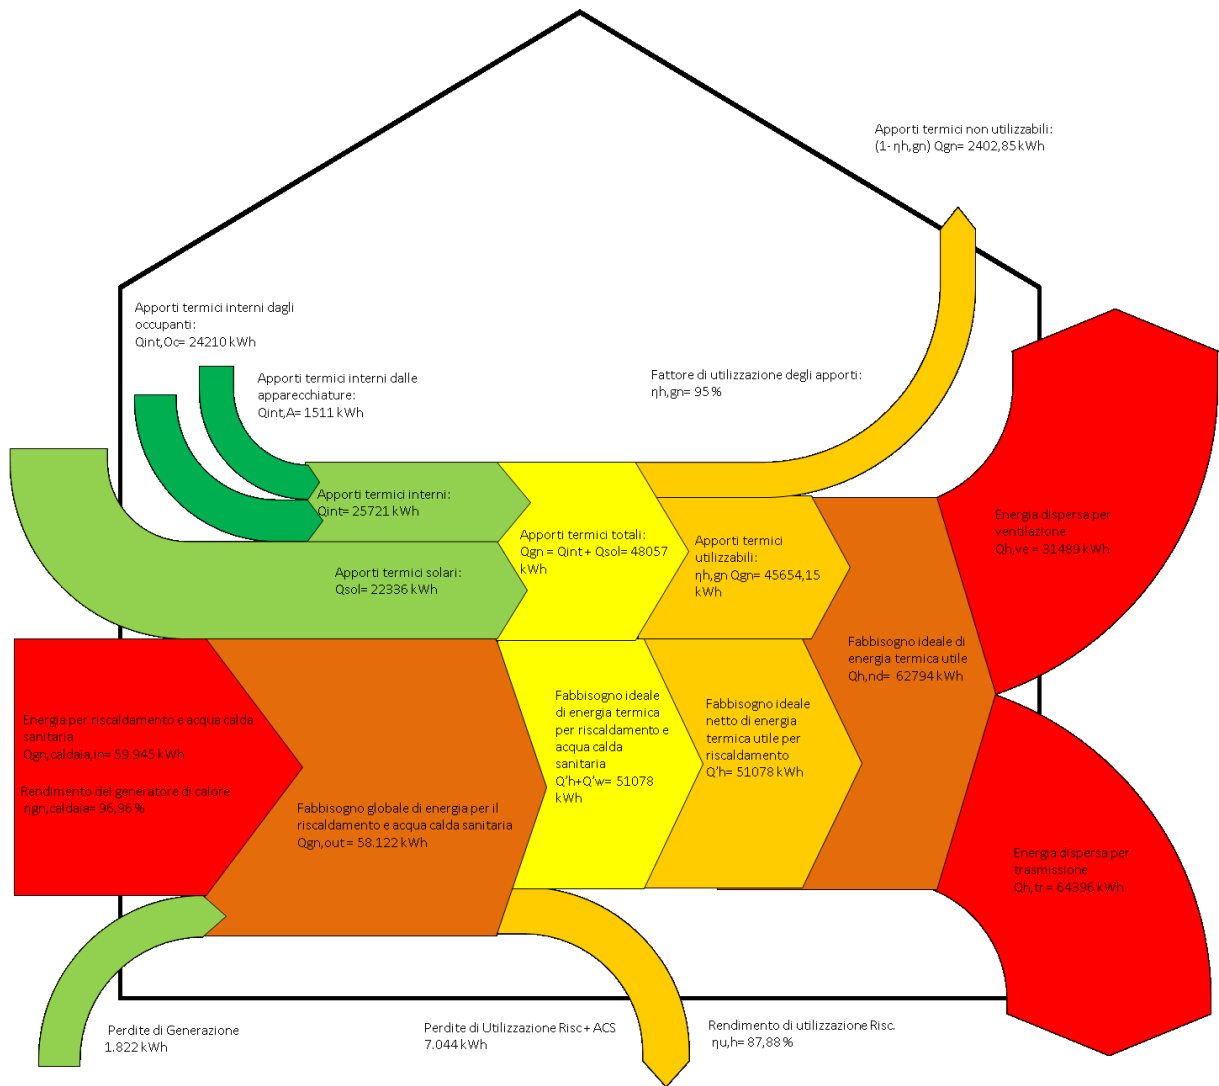 Apporti termici non utilizzabili:
(1- ηh,gn) Qgn= 2402,85 kWh
Apporti termici interni dagli
occupanti:
Qint,Oc= 24210 kWh
Apporti termici interni dalle
apparecchiature:
Qint,A= 1511 kWh
Fattore di utilizzazione degli apporti:
ηh,gn= 95 %
Apporti termici interni:
Qint= 25721 kWh
Apporti termici totali:
Qgn = Qint + Qsol= 48057
kWh
Apporti termici
utilizzabili:
ηh,gn Qgn= 45654,15
kWh
Energia dispersa per
ventilazione
Qh,ve = 31489 kWh
Apporti termici solari:
Qsol= 22336 kWh
Fabbisogno ideale di
energia termica utile
Qh,nd= 62794 kWh
Energia per riscaldamento e acqua calda
sanitaria
Qgn,caldaia,in= 59.945 kWh
Rendimento del generatore di calore
ηgn,caldaia= 96,96 %
Fabbisogno globale di energia per il
riscaldamento e acqua calda sanitaria
Qgn,out = 58.122 kWh
Fabbisogno ideale
di energia termica
per riscaldamento e
acqua calda
sanitaria
Q'h+Q'w= 51078
kWh
Fabbisogno ideale
netto di energia
termica utile per
riscaldamento
Q'h= 51078 kWh
Energia dispersa per
trasmissione
Qh,tr = 64396 kWh
Perdite di Generazione
1.822 kWh
Perdite di Utilizzazione Risc + ACS
7.044 kWh
Rendimento di utilizzazione Risc.
ηu,h= 87,88 %